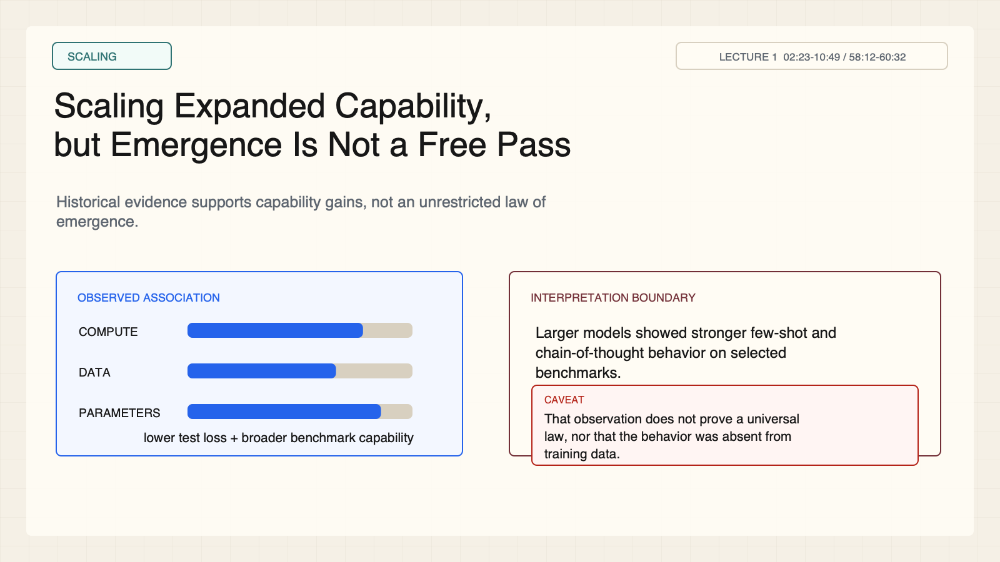 SCALING
LECTURE 1 02:23-10:49 / 58:12-60:32
Scaling Expanded Capability,
but Emergence Is Not a Free Pass
Historical evidence supports capability gains, not an unrestricted law of
emergence.
OBSERVED ASSOCIATION
COMPUTE
DATA
PARAMETERS
lower test loss + broader benchmark capability
INTERPRETATION BOUNDARY
Larger models showed stronger few-shot and
chain-of-thought behavior on selected
benchmarks.
CAVEAT
That observation does not prove a universal
law, nor that the behavior was absent from
training data.